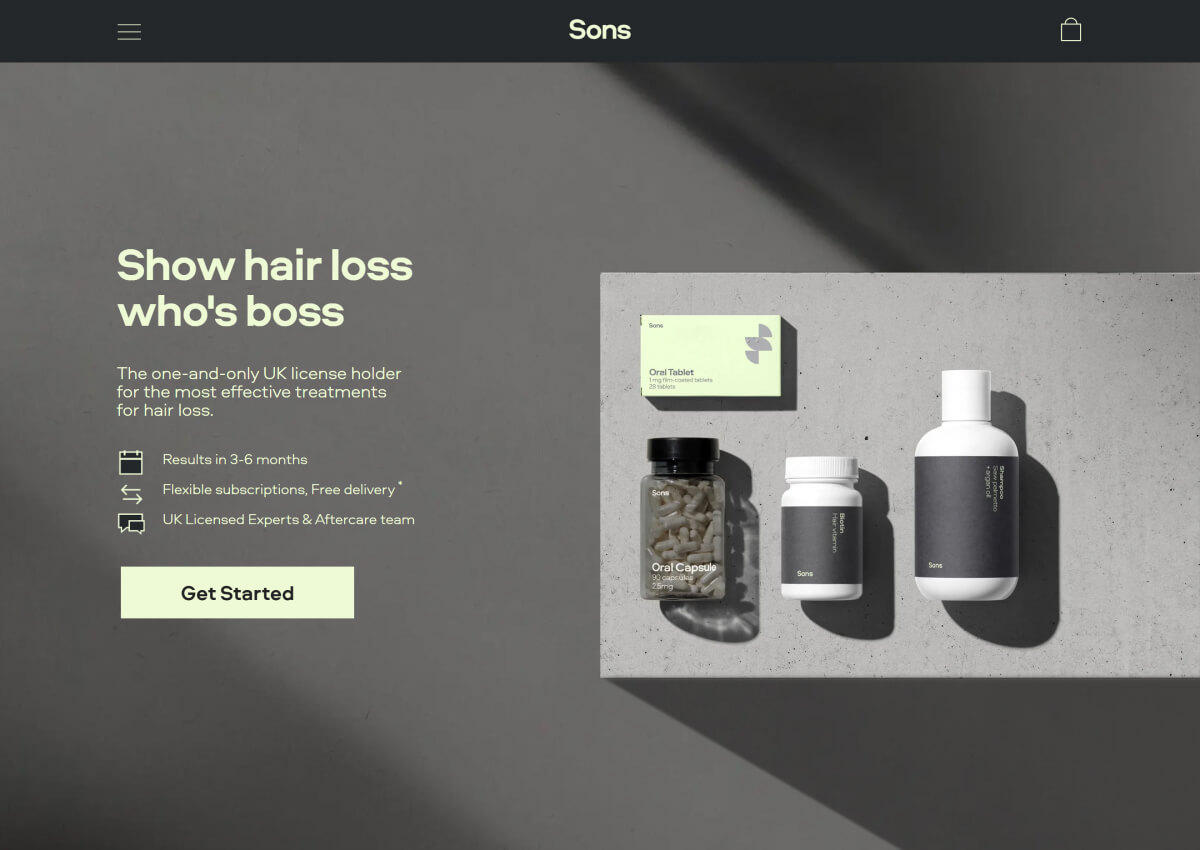 Sons
Show hair loss
who's boss
The one-and-only UK license holder
for the most effective treatments
for hair loss.
Results in 3-6 months
Flexible subscriptions, Free delivery *
UK Licensed Experts & Aftercare team
Get Started
Sons
Oral Tablet
1 mg film-coated tablets
28 tablets
Sons
Oral Capsule
90 capsules
2.5mg
Biotin
Hair vitamin
Sons
Shampoo
Saw palmetto
+ argan oil
Sons